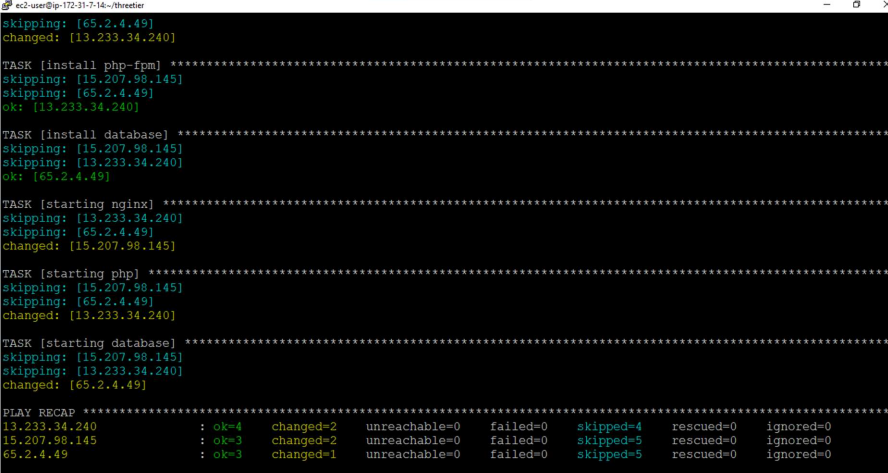 ec2-user@ip-172-31-7-14:~/threetier
skipping: [65.2.4.49]
changed: [13.233.34.240]
TASK [install php-fpm] ****************************************************************************************************
skipping: [15.207.98.145]
skipping: [65.2.4.49]
ok: [13.233.34.240]
TASK [install database] ***************************************************************************************************
skipping: [15.207.98.145]
skipping: [13.233.34.240]
ok: [65.2.4.49]
TASK [starting nginx] *****************************************************************************************************
skipping: [13.233.34.240]
skipping: [65.2.4.49]
changed: [15.207.98.145]
TASK [starting php] *******************************************************************************************************
skipping: [15.207.98.145]
skipping: [65.2.4.49]
changed: [13.233.34.240]
TASK [starting database] **************************************************************************************************
skipping: [15.207.98.145]
skipping: [13.233.34.240]
changed: [65.2.4.49]
PLAY RECAP ****************************************************************************************************************
13.233.34.240 : ok=4 changed=2 unreachable=0 failed=0 skipped=4 rescued=0 ignored=0
15.207.98.145 : ok=3 changed=2 unreachable=0 failed=0 skipped=5 rescued=0 ignored=0
65.2.4.49 : ok=3 changed=1 unreachable=0 failed=0 skipped=5 rescued=0 ignored=0